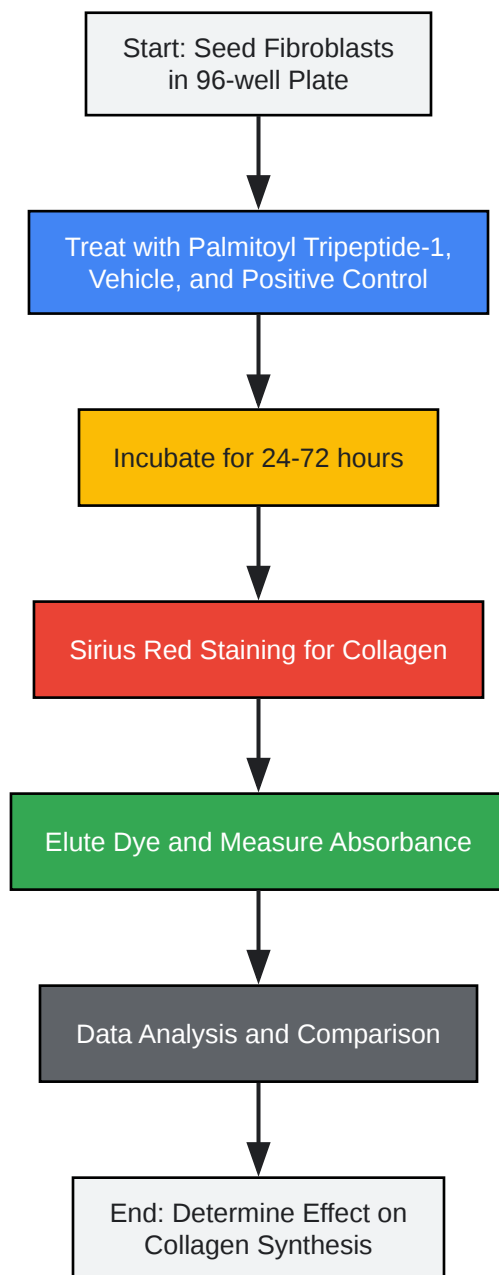 Start: Seed Fibroblasts
in 96-well Plate
Treat with Palmitoyl Tripeptide-1,
Vehicle, and Positive Control
Incubate for 24-72 hours
Sirius Red Staining for Collagen
Elute Dye and Measure Absorbance
Data Analysis and Comparison
End: Determine Effect on
Collagen Synthesis